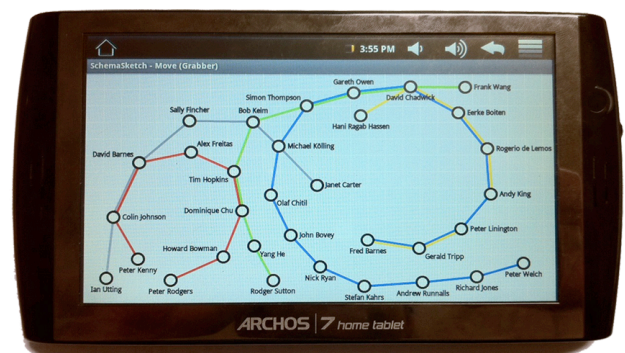 3:55 PM
SchemaSketch - Move (Grabber)
Gareth Owen
Frank Wang
Simon Thompson
David Chadwick
Sally Fincher
Bob Keim
Eerke Boiten
Hani Ragab Hassen
Alex Freitas
Michael Kölling
Rogerio de Lemos
David Barnes
Tim Hopkins
Janet Carter
Andy King
Olaf Chitil
Dominique Chu
Colin Johnson
Peter Linington
John Bovey
Howard Bowman
Yang He
Fred Barnes
Gerald Tripp
Peter Kenny
Peter Welch
Nick Ryan
Ian Utting
Peter Rodgers
Rodger Sutton
Stefan Kahrs
Andrew Runnalls
Richard Jones
ARCHOS 7 home tablet